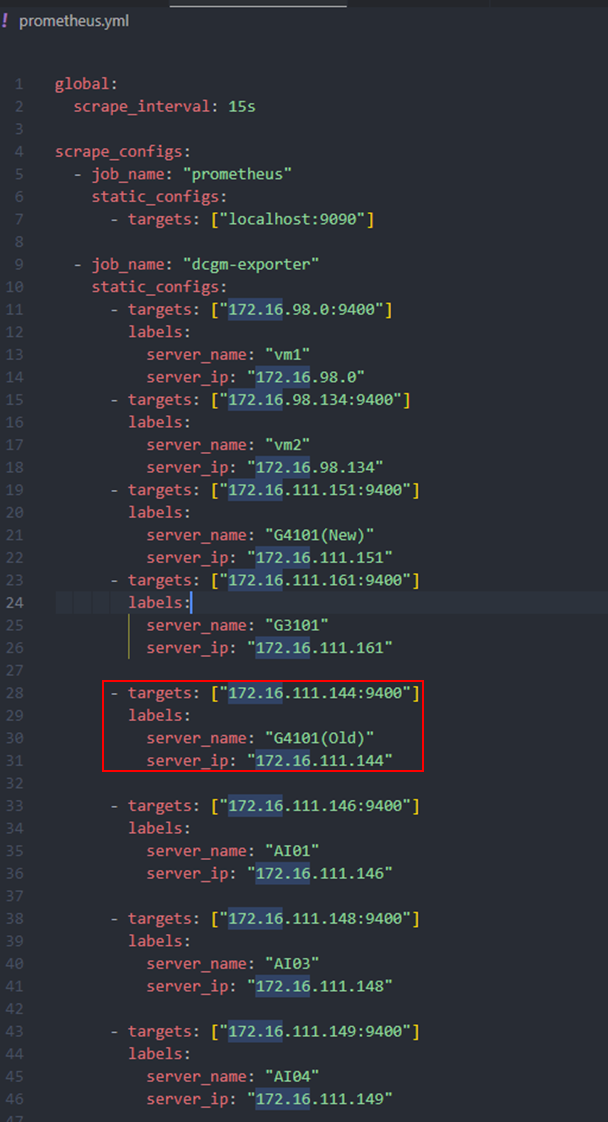 ! prometheus.yml
1 global:
2   scrape_interval: 15s
3
4 scrape_configs:
5   - job_name: "prometheus"
6     static_configs:
7       - targets: ["localhost:9090"]
8
9   - job_name: "dcgm-exporter"
10     static_configs:
11       - targets: ["172.16.98.0:9400"]
12         labels:
13           server_name: "vm1"
14           server_ip: "172.16.98.0"
15       - targets: ["172.16.98.134:9400"]
16         labels:
17           server_name: "vm2"
18           server_ip: "172.16.98.134"
19       - targets: ["172.16.111.151:9400"]
20         labels:
21           server_name: "G4101(New)"
22           server_ip: "172.16.111.151"
23       - targets: ["172.16.111.161:9400"]
24         labels:
25           server_name: "G3101"
26           server_ip: "172.16.111.161"
27
28       - targets: ["172.16.111.144:9400"]
29         labels:
30           server_name: "G4101(Old)"
31           server_ip: "172.16.111.144"
32
33       - targets: ["172.16.111.146:9400"]
34         labels:
35           server_name: "AI01"
36           server_ip: "172.16.111.146"
37
38       - targets: ["172.16.111.148:9400"]
39         labels:
40           server_name: "AI03"
41           server_ip: "172.16.111.148"
42
43       - targets: ["172.16.111.149:9400"]
44         labels:
45           server_name: "AI04"
46           server_ip: "172.16.111.149"
47